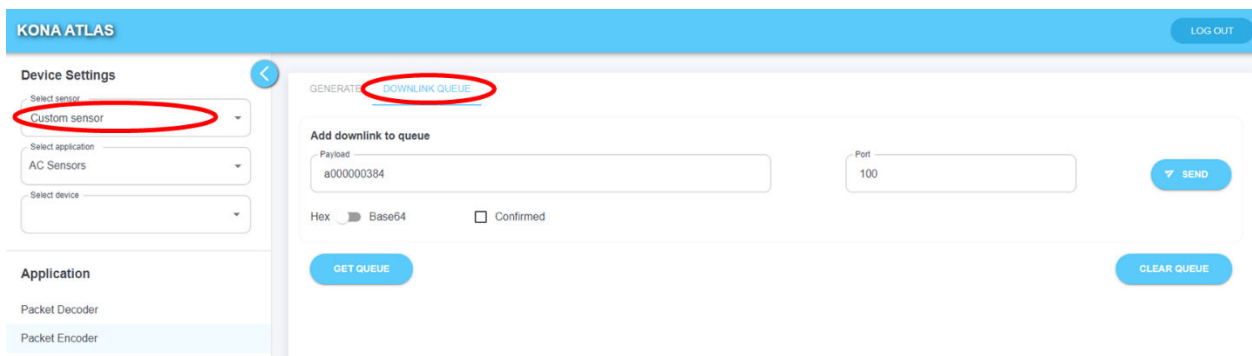 KONA ATLAS
LOG OUT
Device Settings
Select sensor
Custom sensor
Select application
AC Sensors
Select device
Application
Packet Decoder
Packet Encoder
GENERATE
DOWNLINK QUEUE
Add downlink to queue
Payload
a000000384
Port
100
SEND
Hex
Base64
Confirmed
GET QUEUE
CLEAR QUEUE